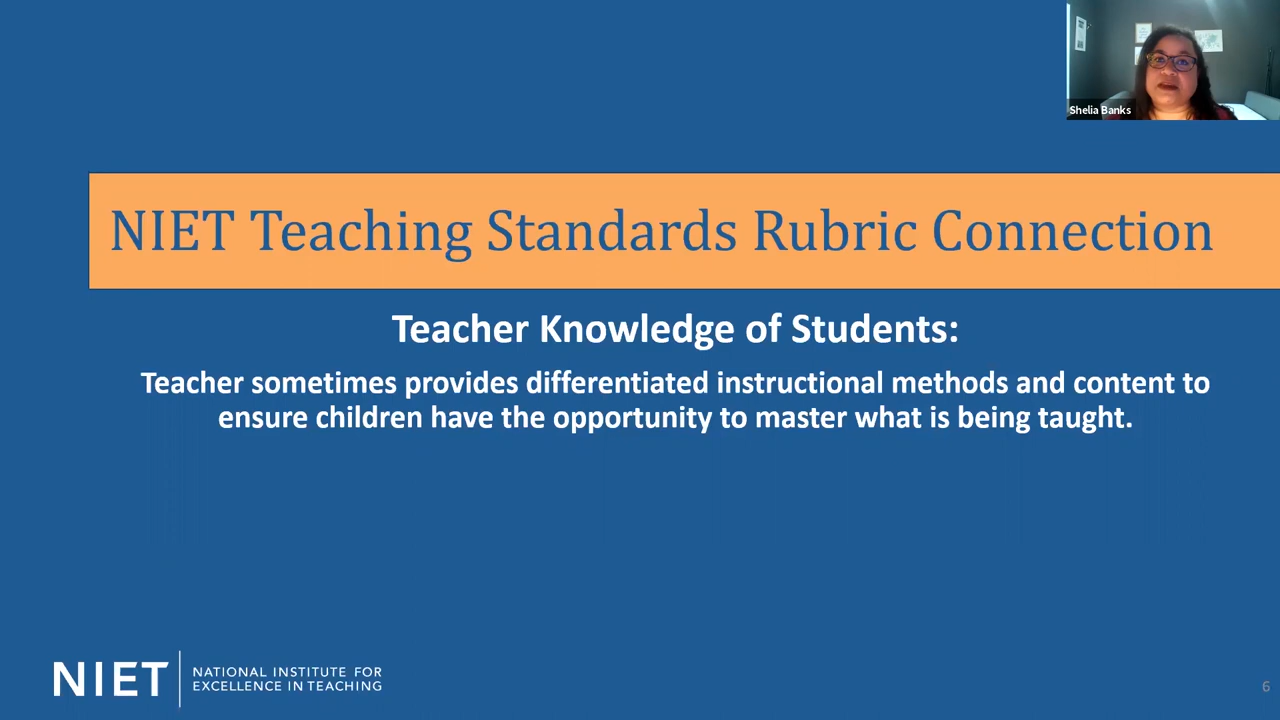 Shelia Banks
NIET Teaching Standards Rubric Connection
Teacher Knowledge of Students:
Teacher sometimes provides differentiated instructional methods and content to
ensure children have the opportunity to master what is being taught.
NIET
NATIONAL INSTITUTE FOR
EXCELLENCE IN TEACHING
6